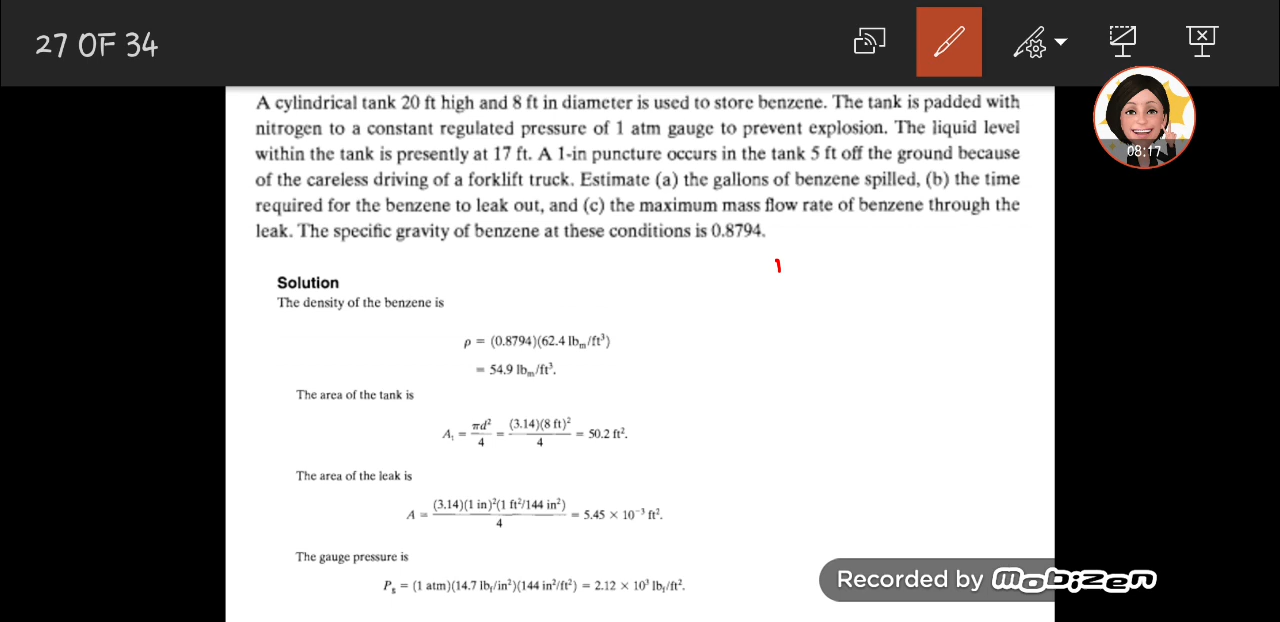 27 OF 34
08:17
A cylindrical tank 20 ft high and 8 ft in diameter is used to store benzene. The tank is padded with
nitrogen to a constant regulated pressure of 1 atm gauge to prevent explosion. The liquid level
within the tank is presently at 17 ft. A 1-in puncture occurs in the tank 5 ft off the ground because
of the careless driving of a forklift truck. Estimate (a) the gallons of benzene spilled, (b) the time
required for the benzene to leak out, and (c) the maximum mass flow rate of benzene through the
leak. The specific gravity of benzene at these conditions is 0.8794.
Solution
The density of the benzene is
ρ = (0.8794)(62.4 lbₘ/ft³)
= 54.9 lbₘ/ft³.
The area of the tank is
Aₜ = πd²/4 = (3.14)(8 ft)²/4 = 50.2 ft².
The area of the leak is
A = (3.14)(1 in)²(1 ft²/144 in²)/4 = 5.45 × 10⁻³ ft².
The gauge pressure is
P_g = (1 atm)(14.7 lb_f/in²)(144 in²/ft²) = 2.12 × 10³ lb_f/ft².
Recorded by mobizen